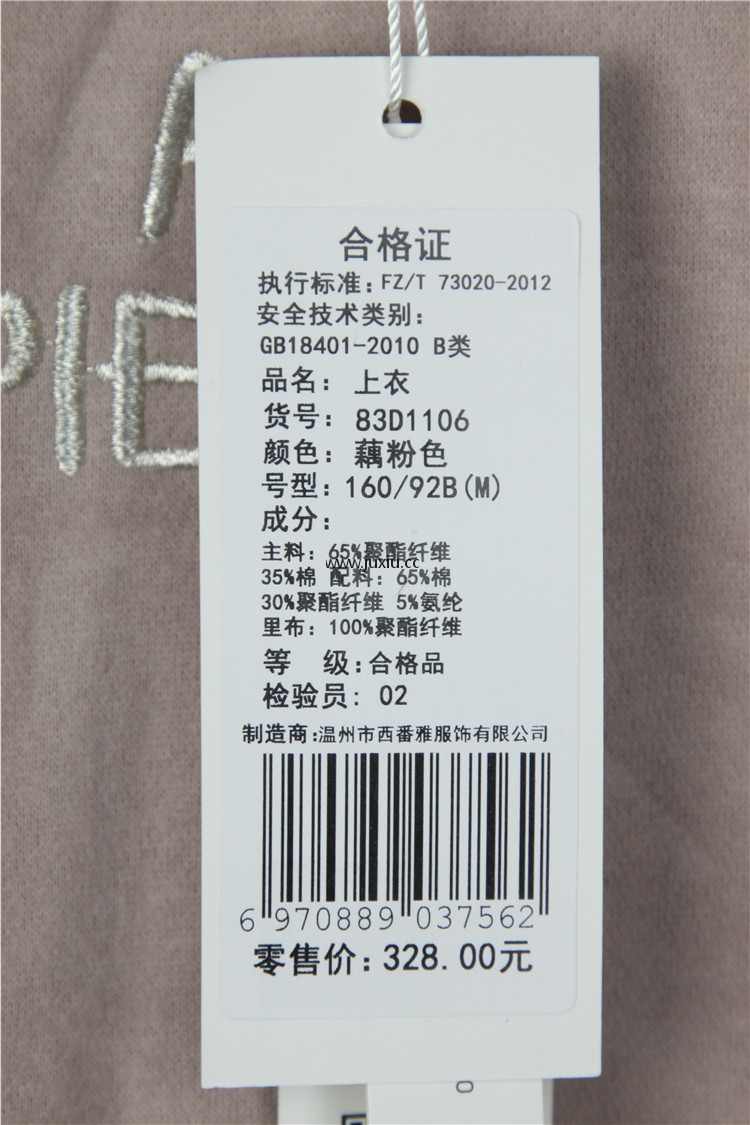 A
PIE
合格证
执行标准：FZ/T 73020-2012
安全技术类别：
GB18401-2010 B类
品名：上衣
货号：83D1106
颜色：藕粉色
号型：160/92B(M)
成分：
主料：65%聚酯纤维
www.juxiu.cc
35%棉 配料：65%棉
30%聚酯纤维 5%氨纶
里布：100%聚酯纤维
等 级：合格品
检验员：02
制造商：温州市西番雅服饰有限公司
6 970889 037562
零售价：328.00元
0